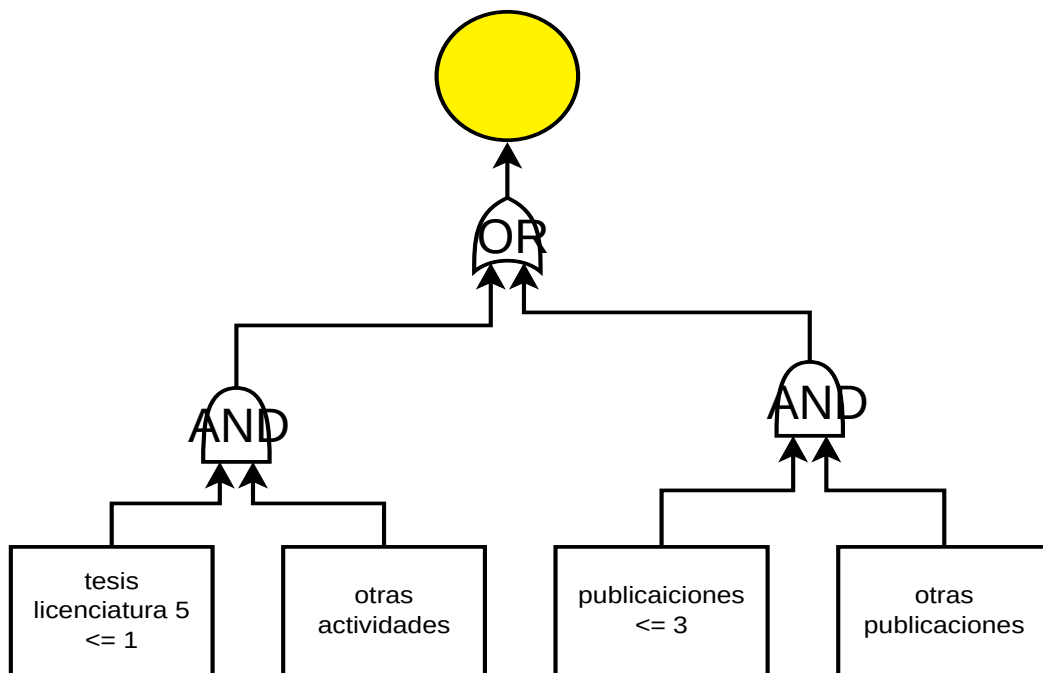 OR
AND
AND
tesis
licenciatura 5
<= 1
otras
actividades
publicaiciones
<= 3
otras
publicaciones